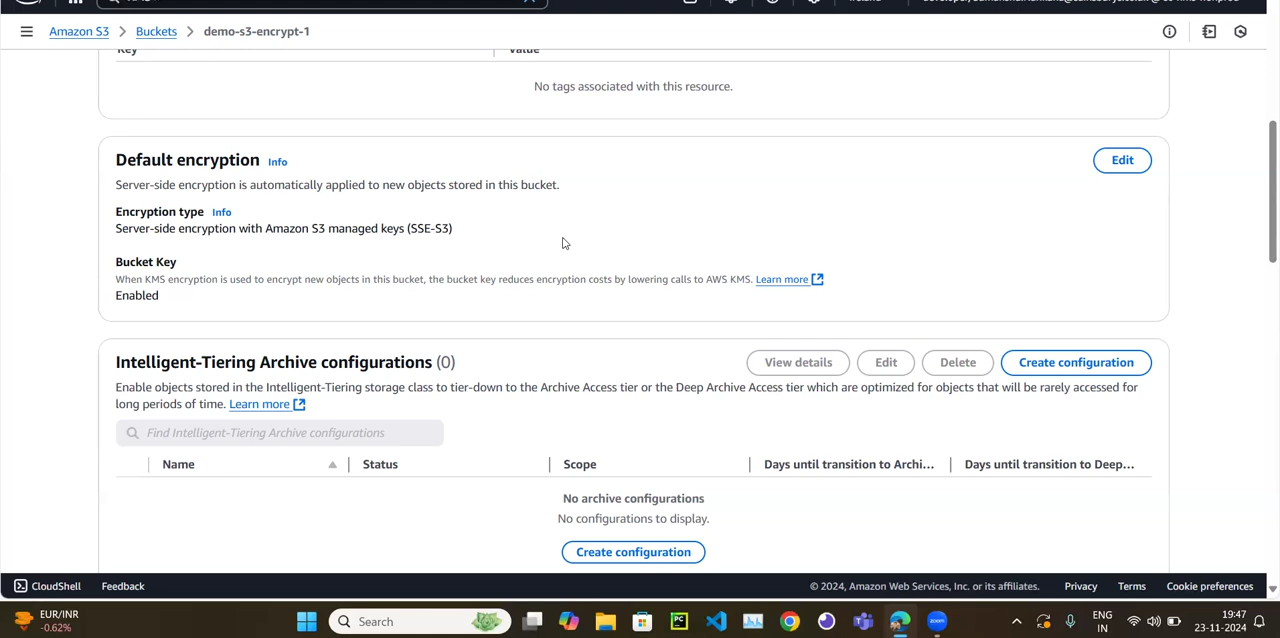 Amazon S3 > Buckets > demo-s3-encrypt-1
Key Value
No tags associated with this resource.
Default encryption Info
Edit
Server-side encryption is automatically applied to new objects stored in this bucket.
Encryption type Info
Server-side encryption with Amazon S3 managed keys (SSE-S3)
Bucket Key
When KMS encryption is used to encrypt new objects in this bucket, the bucket key reduces encryption costs by lowering calls to AWS KMS. Learn more
Enabled
Intelligent-Tiering Archive configurations (0)
View details Edit Delete Create configuration
Enable objects stored in the Intelligent-Tiering storage class to tier-down to the Archive Access tier or the Deep Archive Access tier which are optimized for objects that will be rarely accessed for
long periods of time. Learn more
Find Intelligent-Tiering Archive configurations
Name Status Scope Days until transition to Archi... Days until transition to Deep...
No archive configurations
No configurations to display.
Create configuration
CloudShell Feedback © 2024, Amazon Web Services, Inc. or its affiliates. Privacy Terms Cookie preferences
EUR/INR
-0.62%
Search
PC
zoom
ENG
IN
19:47
23-11-2024